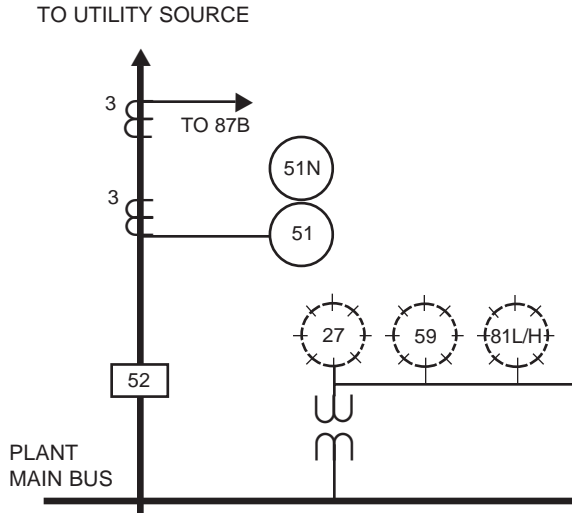 TO UTILITY SOURCE
3
TO 87B
51N
3
51
27
59
81L/H
52
PLANT
MAIN BUS